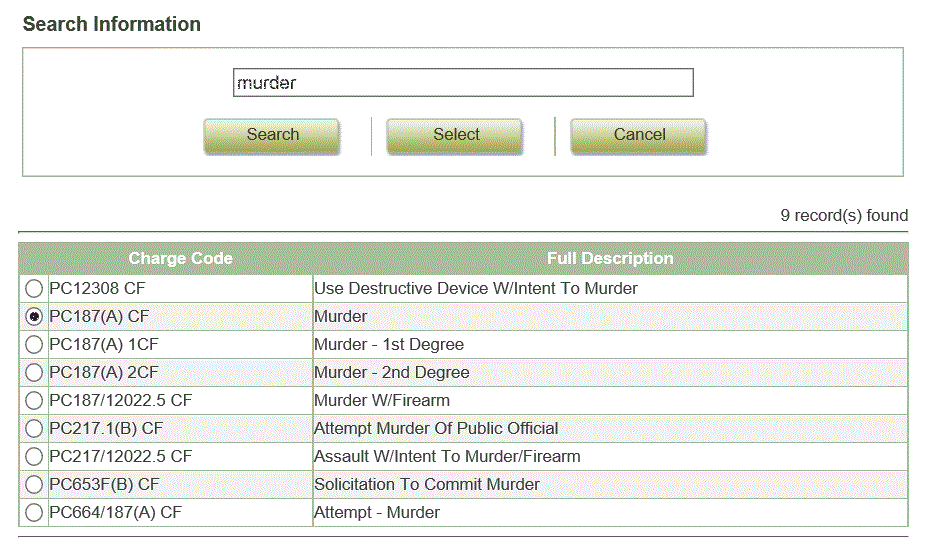 Search Information
murder
Search Select Cancel
9 record(s) found
Charge Code Full Description
PC12308 CF Use Destructive Device W/Intent To Murder
PC187(A) CF Murder
PC187(A) 1CF Murder - 1st Degree
PC187(A) 2CF Murder - 2nd Degree
PC187/12022.5 CF Murder W/Firearm
PC217.1(B) CF Attempt Murder Of Public Official
PC217/12022.5 CF Assault W/Intent To Murder/Firearm
PC653F(B) CF Solicitation To Commit Murder
PC664/187(A) CF Attempt - Murder